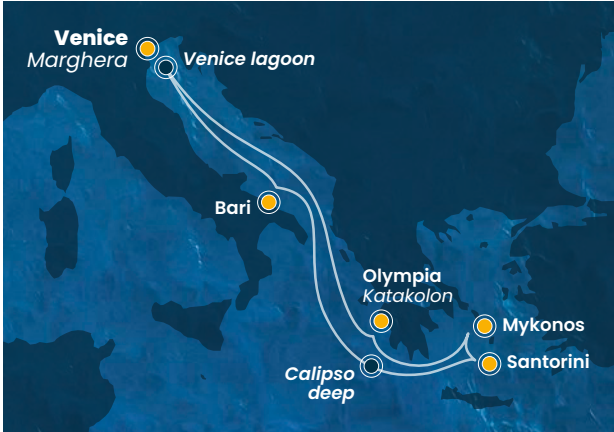 Venice
Marghera
Venice lagoon
Bari
Olympia
Katakolon
Mykonos
Santorini
Calipso
deep